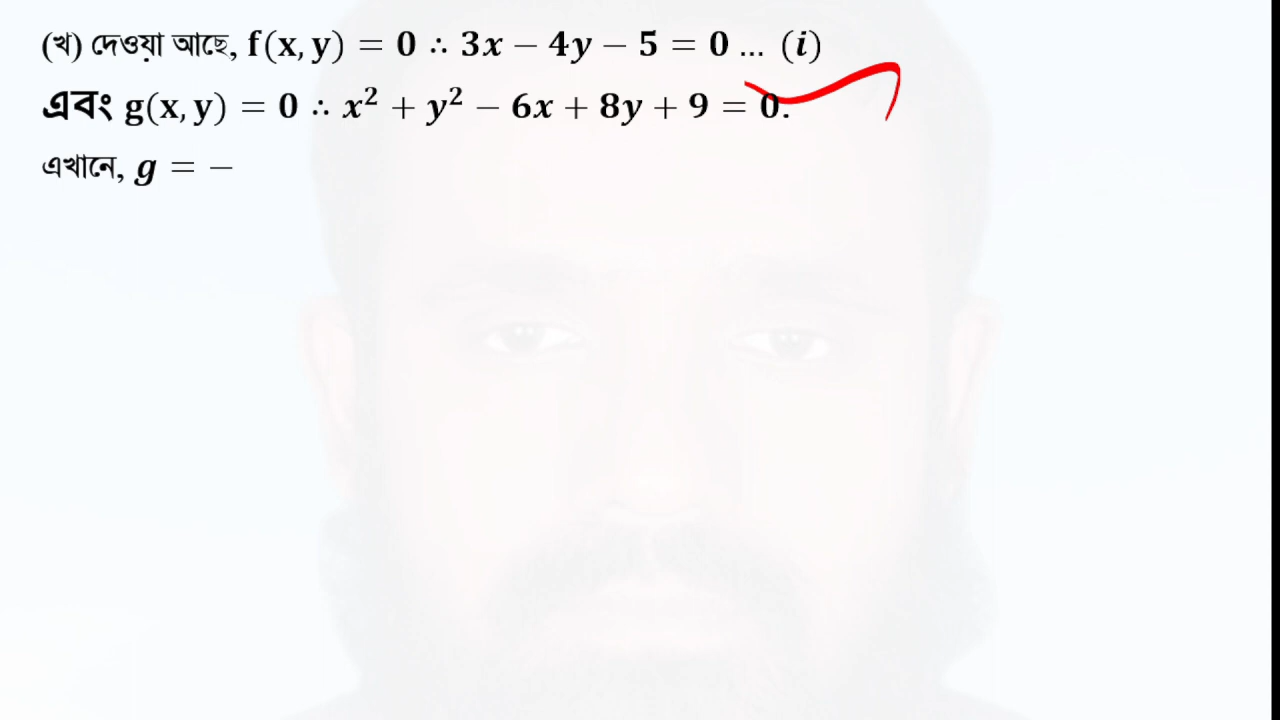 (খ) দেওয়া আছে, f(x, y) = 0 ∴ 3x − 4y − 5 = 0 … (i)
এবং g(x, y) = 0 ∴ x² + y² − 6x + 8y + 9 = 0.
এখানে, g = −